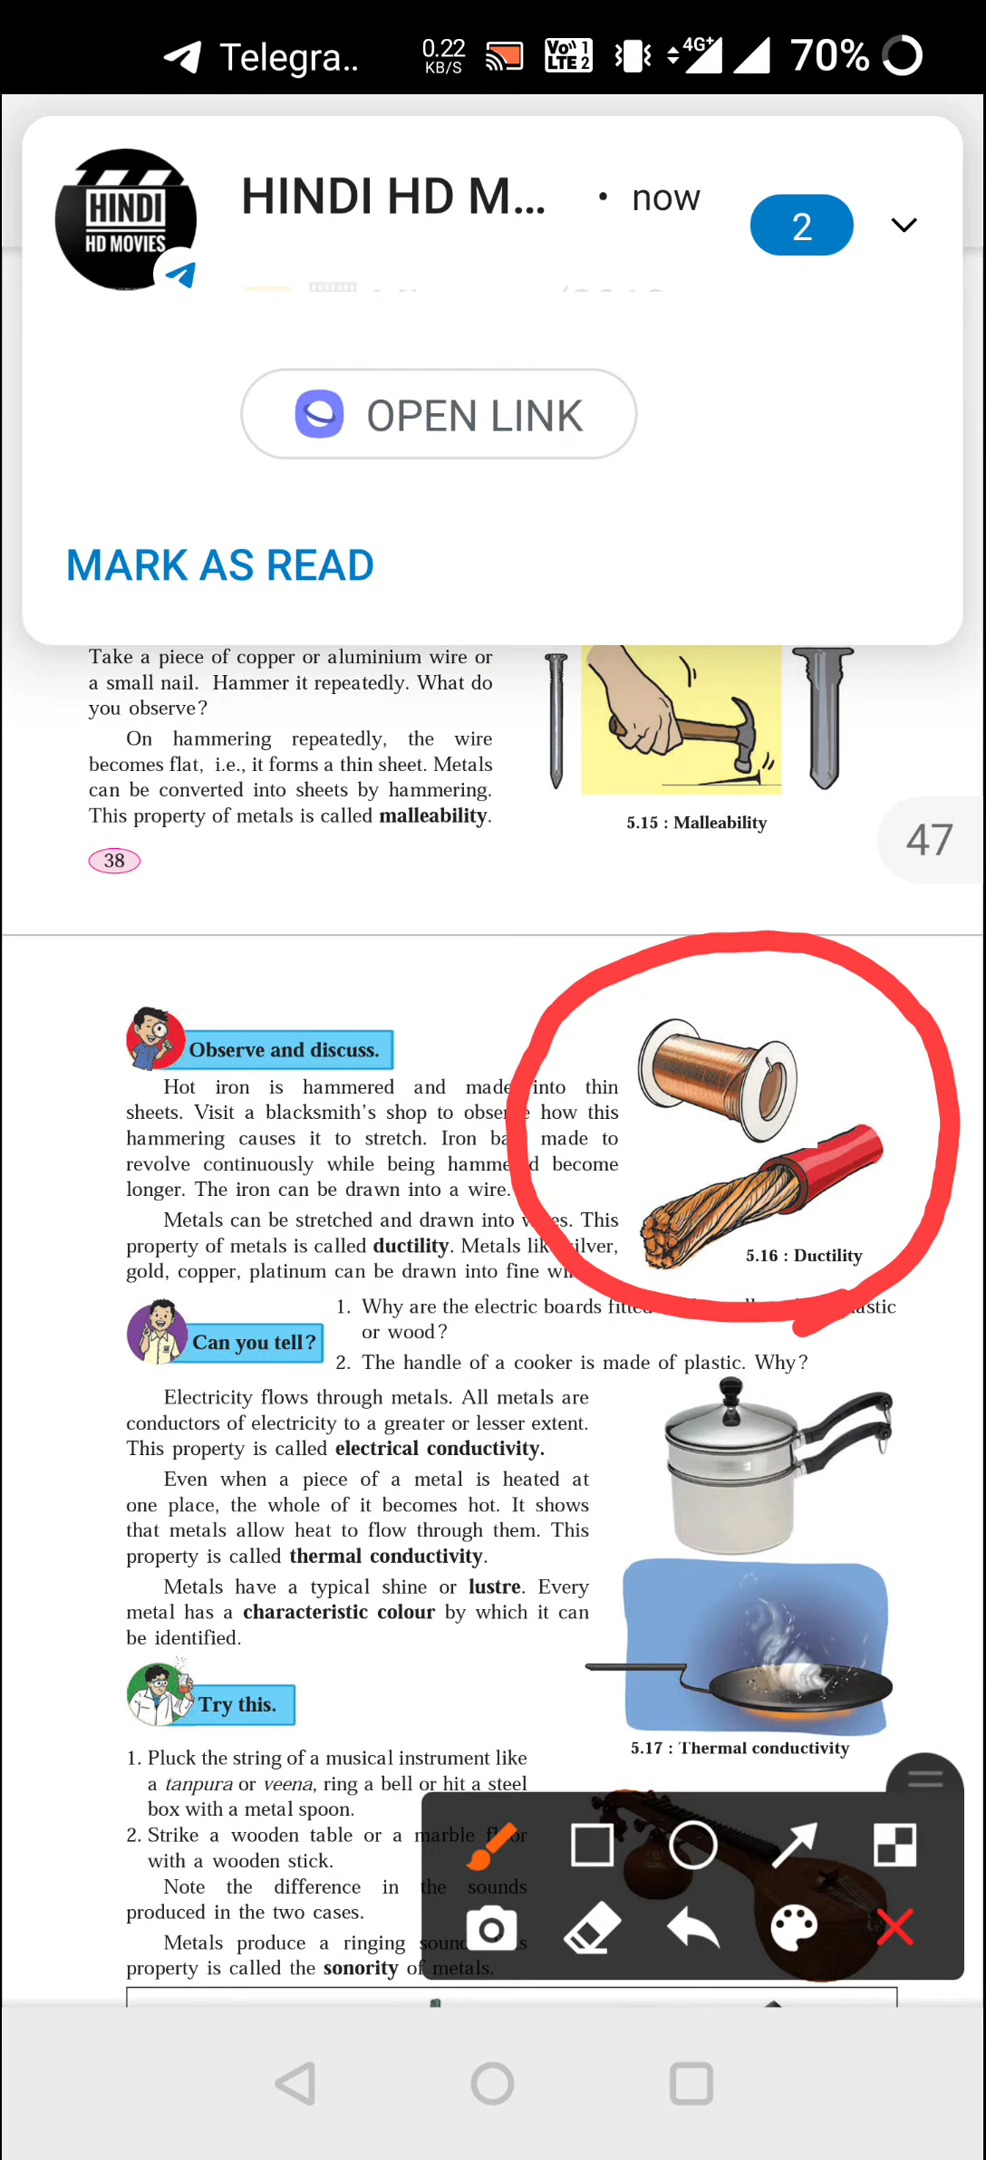 Telegra..
0.22
KB/S
Vo 1
LTE 2
4G+
70%
HINDI
HD MOVIES
HINDI HD M... • now
2
OPEN LINK
MARK AS READ
Take a piece of copper or aluminium wire or
a small nail. Hammer it repeatedly. What do
you observe?
On hammering repeatedly, the wire
becomes flat, i.e., it forms a thin sheet. Metals
can be converted into sheets by hammering.
This property of metals is called malleability.
5.15 : Malleability
38
47
Observe and discuss.
Hot iron is hammered and made into thin
sheets. Visit a blacksmith's shop to observe how this
hammering causes it to stretch. Iron made to
revolve continuously while being hammered become
longer. The iron can be drawn into a wire.
Metals can be stretched and drawn into wires. This
property of metals is called ductility. Metals like silver,
gold, copper, platinum can be drawn into fine
5.16 : Ductility
Can you tell?
1. Why are the electric boards fitted plastic
or wood?
2. The handle of a cooker is made of plastic. Why?
Electricity flows through metals. All metals are
conductors of electricity to a greater or lesser extent.
This property is called electrical conductivity.
Even when a piece of a metal is heated at
one place, the whole of it becomes hot. It shows
that metals allow heat to flow through them. This
property is called thermal conductivity.
Metals have a typical shine or lustre. Every
metal has a characteristic colour by which it can
be identified.
5.17 : Thermal conductivity
Try this.
1. Pluck the string of a musical instrument like
a tanpura or veena, ring a bell or hit a steel
box with a metal spoon.
2. Strike a wooden table or a marble floor
with a wooden stick.
Note the difference in the sounds
produced in the two cases.
Metals produce a ringing sound
property is called the sonority of metals.